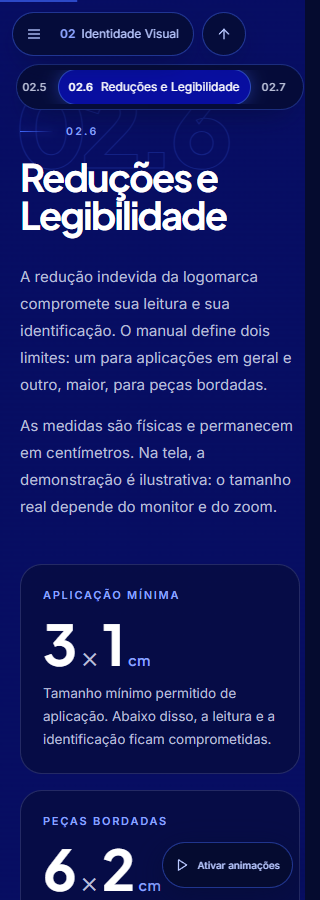 02 Identidade Visual
02.5 02.6 Reduções e Legibilidade 02.7
02.6
02.6
Reduções e
Legibilidade
A redução indevida da logomarca
compromete sua leitura e sua
identificação. O manual define dois
limites: um para aplicações em geral e
outro, maior, para peças bordadas.
As medidas são físicas e permanecem
em centímetros. Na tela, a
demonstração é ilustrativa: o tamanho
real depende do monitor e do zoom.
APLICAÇÃO MÍNIMA
3 × 1 cm
Tamanho mínimo permitido de
aplicação. Abaixo disso, a leitura e a
identificação ficam comprometidas.
PEÇAS BORDADAS
6 × 2 cm
Ativar animações